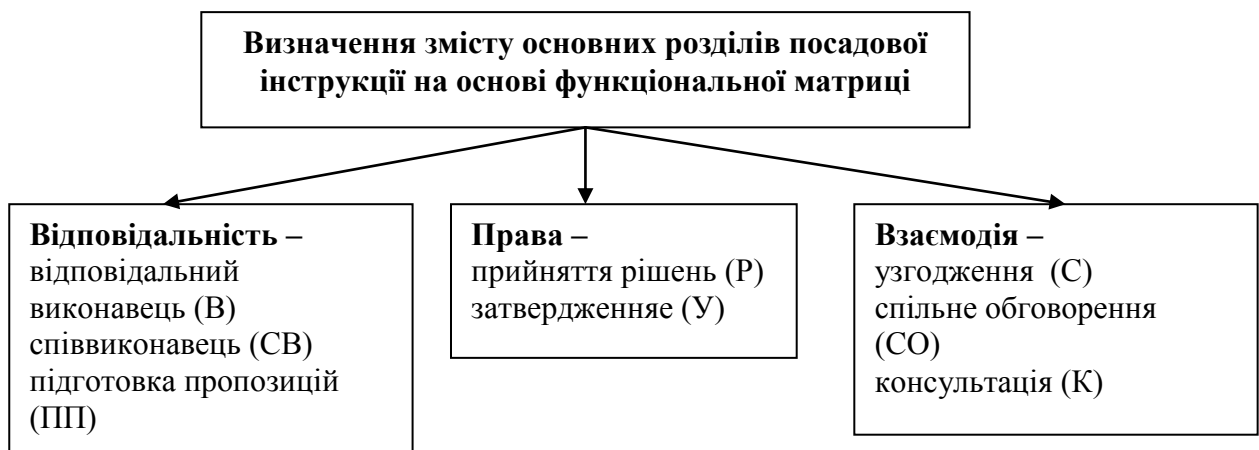 Визначення змісту основних розділів посадової
інструкції на основі функціональної матриці
Відповідальність –
відповідальний
виконавець (В)
співвиконавець (СВ)
підготовка пропозицій
(ПП)
Права –
прийняття рішень (Р)
затвердженняе (У)
Взаємодія –
узгодження (С)
спільне обговорення
(СО)
консультація (К)